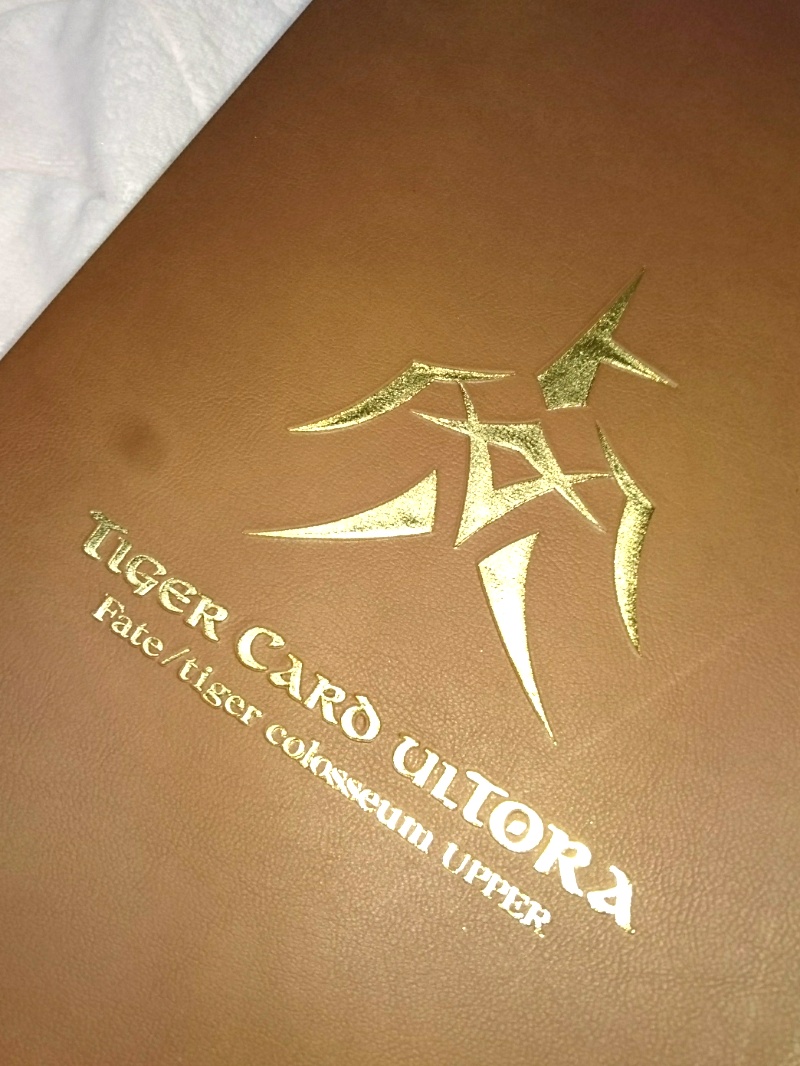 TIGER CARD ULTORA
Fate/tiger colosseum UPPER